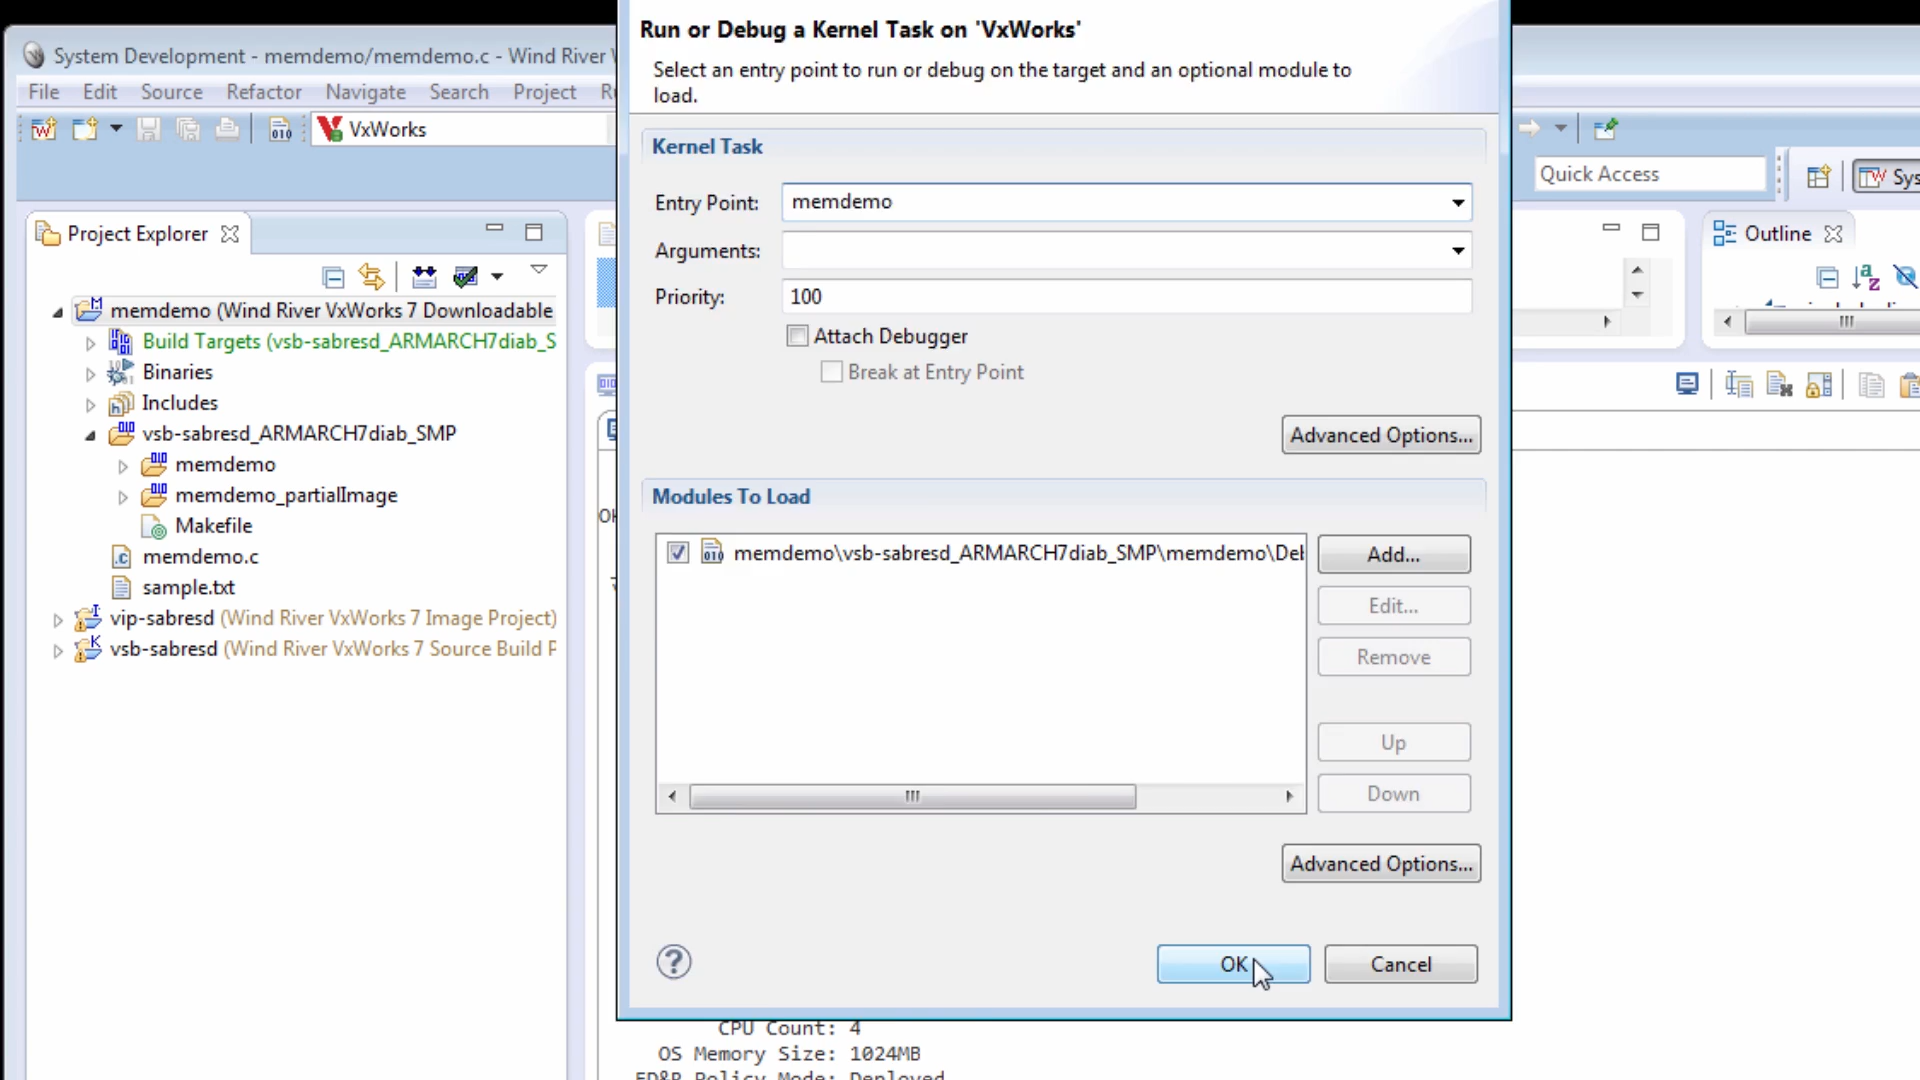 Run or Debug a Kernel Task on 'VxWorks'
Select an entry point to run or debug on the target and an optional module to
load.
System Development - memdemo/memdemo.c - Wind River
File Edit Source Refactor Navigate Search Project
VxWorks
Quick Access
Project Explorer
memdemo (Wind River VxWorks 7 Downloadable
Build Targets (vsb-sabresd_ARMARCH7diab_S
Binaries
Includes
vsb-sabresd_ARMARCH7diab_SMP
memdemo
memdemo_partialImage
Makefile
memdemo.c
sample.txt
vip-sabresd (Wind River VxWorks 7 Image Project)
vsb-sabresd (Wind River VxWorks 7 Source Build P
Kernel Task
Entry Point: memdemo
Arguments:
Priority: 100
Attach Debugger
Break at Entry Point
Advanced Options...
Modules To Load
memdemo\vsb-sabresd_ARMARCH7diab_SMP\memdemo\Del
Add...
Edit...
Remove
Up
Down
Advanced Options...
OK
Cancel
Outline
CPU Count: 4
OS Memory Size: 1024MB
ED&R Policy Mode: Deployed